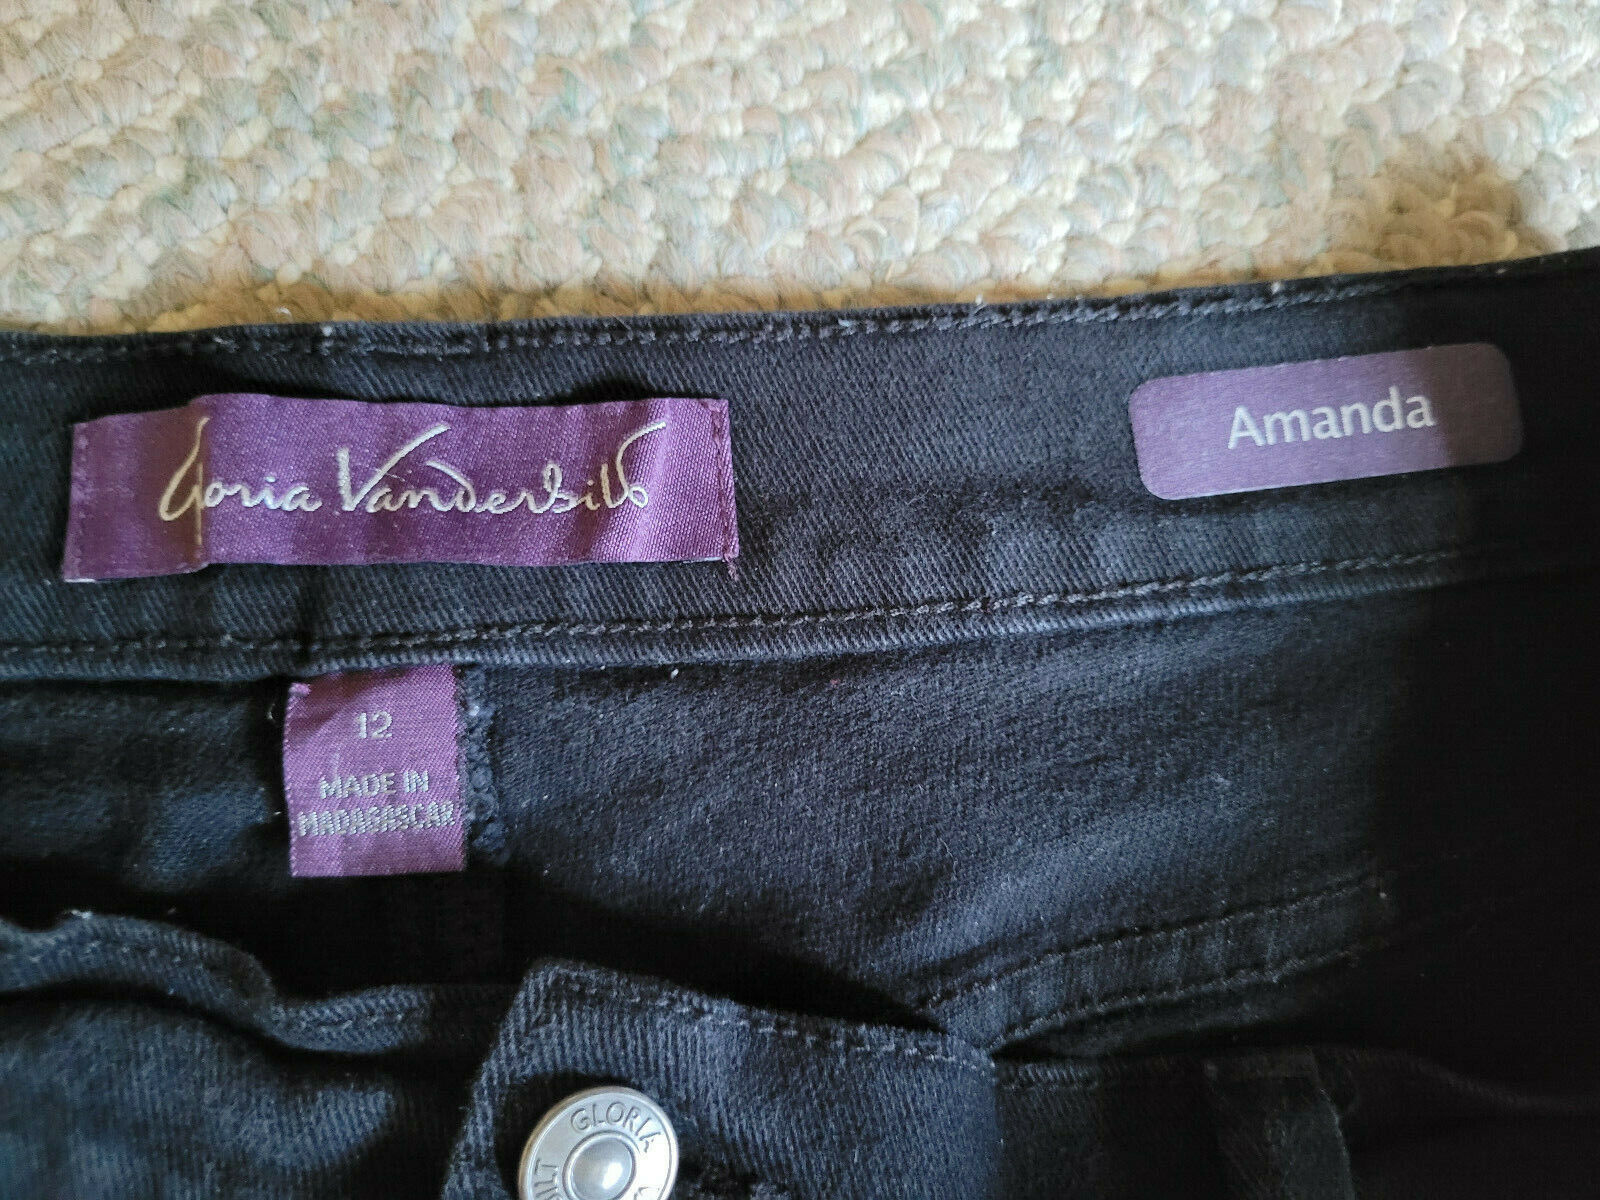 Gloria Vanderbilt
Amanda
12
MADE IN
MADAGASCAR
GLORIA